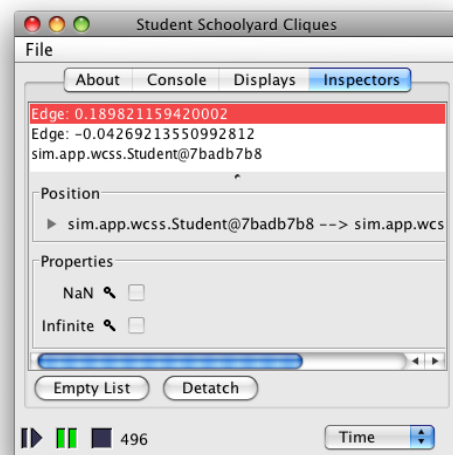 Student Schoolyard Cliques
File
About Console Displays Inspectors
Edge: 0.189821159420002
Edge: -0.04269213550992812
sim.app.wcss.Student@7badb7b8
Position
sim.app.wcss.Student@7badb7b8 --> sim.app.wcs
Properties
NaN
Infinite
Empty List Detatch
496 Time